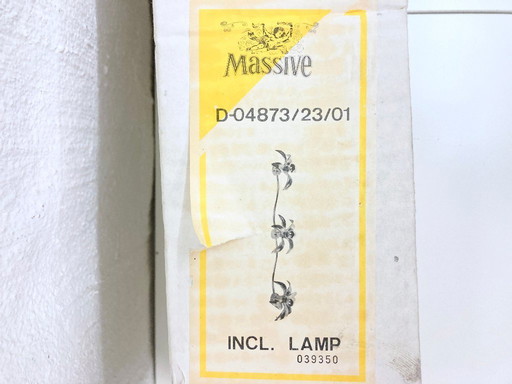 Massive
D-04873/23/01
INCL. LAMP
039350